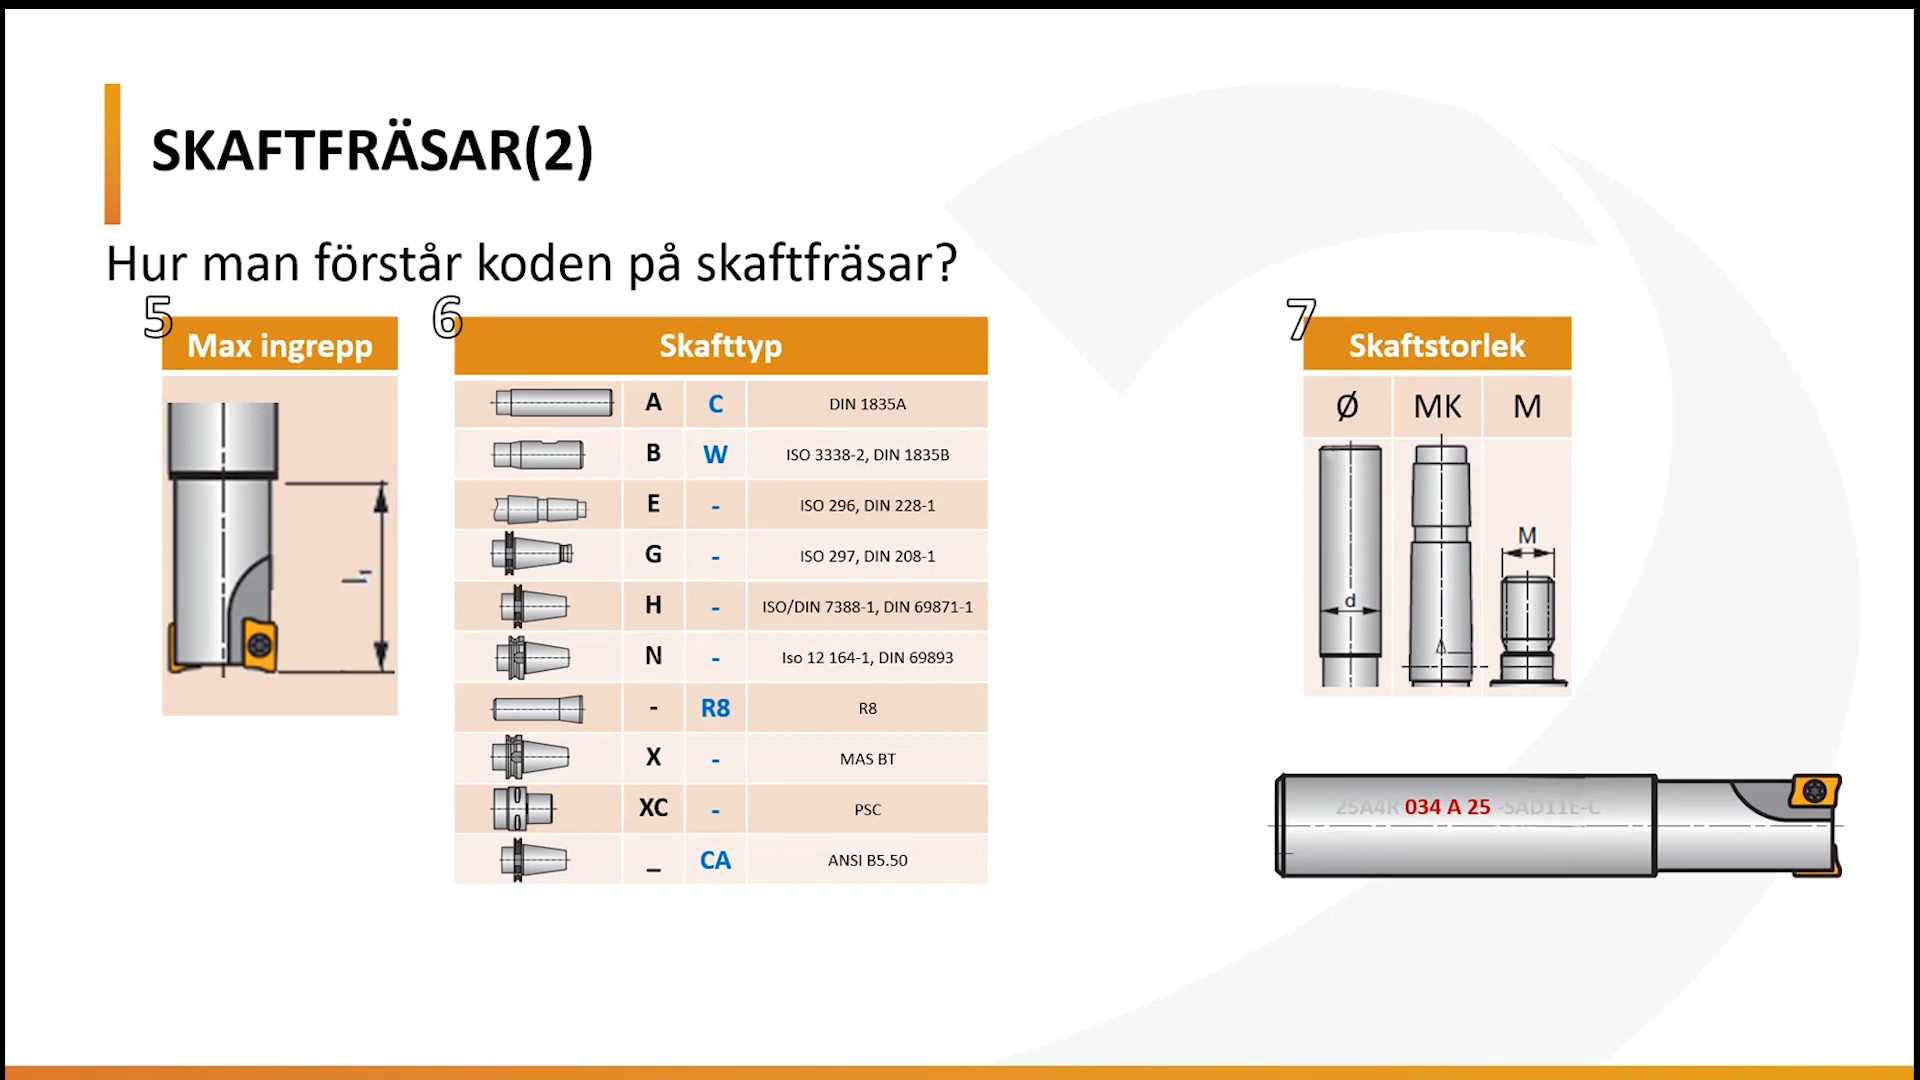 SKAFTFRÄSAR(2)
Hur man förstår koden på skaftfräsar?
5
Max ingrepp
6
Skafttyp
A C DIN 1835A
B W ISO 3338-2, DIN 1835B
E - ISO 296, DIN 228-1
G - ISO 297, DIN 208-1
H - ISO/DIN 7388-1, DIN 69871-1
N - Iso 12 164-1, DIN 69893
- R8 R8
X - MAS BT
XC - PSC
_ CA ANSI B5.50
7
Skaftstorlek
Ø MK M
M
d
25A4R 034 A 25 -SAD11E-C